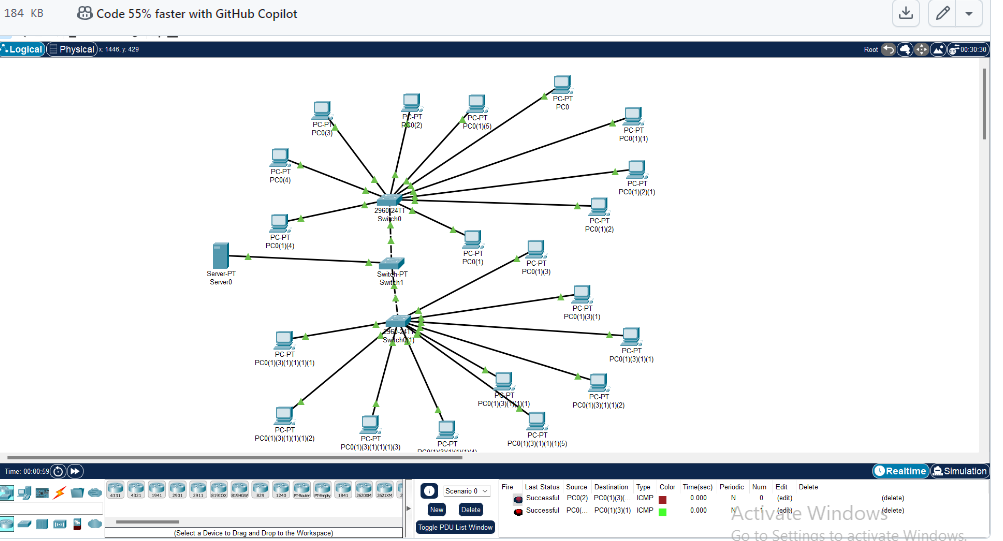 184 KB
Code 55% faster with GitHub Copilot
Logical
Physical
x: 1446, y: 429
Root
00:30:30
PC-PT
PC0(3)
PC-PT
PC0(2)
PC-PT
PC0(1)(6)
PC-PT
PC0
PC-PT
PC0(1)(1)
PC-PT
PC0(4)
PC-PT
PC0(1)(2)(1)
2960-24TT
Switch0
PC-PT
PC0(1)(2)
PC-PT
PC0(1)(4)
PC-PT
PC0(1)
PC-PT
PC0(1)(3)
Server-PT
Server0
Switch-PT
Switch1
PC-PT
PC0(1)(3)(1)
2960-24TT
PC-PT
PC0(1)(3)(1)(1)
PC-PT
PC0(1)(3)(1)(1)(1)(1)
PC-PT
PC0(1)(3)(1)(1)(1)
PC-PT
PC0(1)(3)(1)(1)(2)
PC-PT
PC0(1)(3)(1)(1)(1)(2)
PC-PT
PC0(1)(3)(1)(1)(1)(3)
PC-PT
PC-PT
PC0(1)(3)(1)(1)(1)(5)
Time: 00:00:59
Realtime
Simulation
Scenario 0
New
Delete
Toggle PDU List Window
Fire Last Status Source Destination Type Color Time(sec) Periodic Num Edit Delete
Successful PC0(2) PC0(1)(3)( ICMP 0.000 N 0 (edit) (delete)
Successful PC0(... PC0(1)(3)(1) ICMP 0.000 N (edit) (delete)
(Select a Device to Drag and Drop to the Workspace)
Activate Windows
Go to Settings to activate Windows.